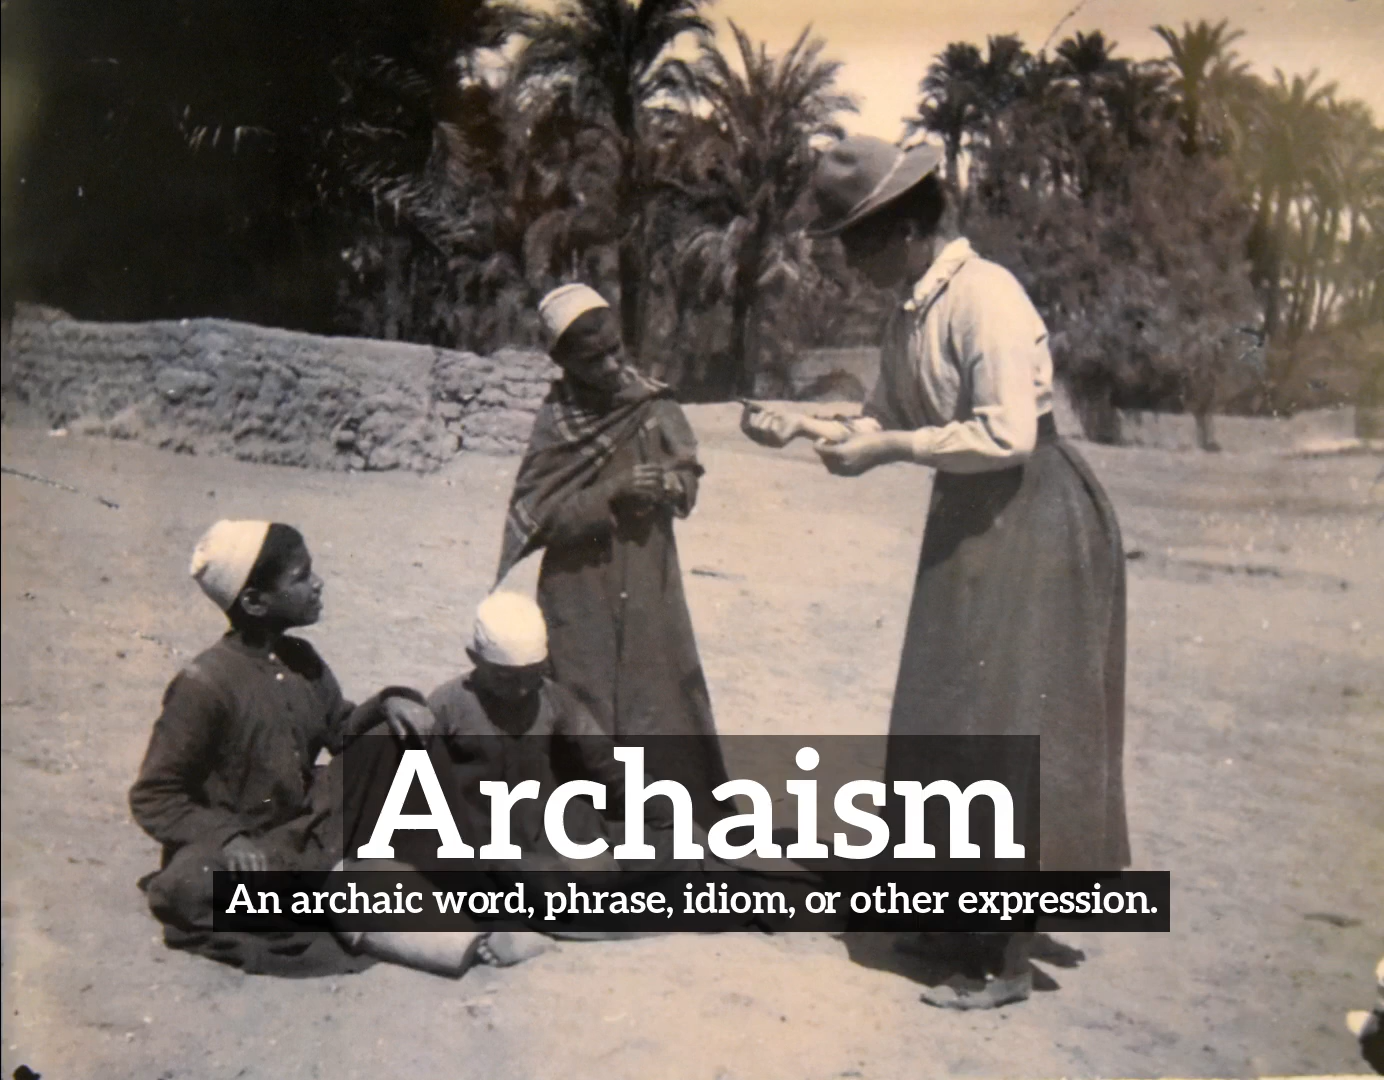 Archaism
An archaic word, phrase, idiom, or other expression.